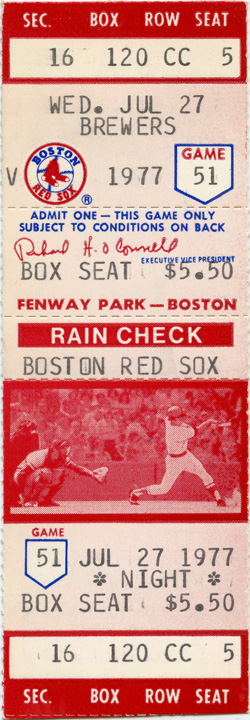 SEC. BOX ROW SEAT
16 120 CC 5
WED. JUL 27
BREWERS
V BOSTON RED SOX ® 1977 GAME 51
ADMIT ONE — THIS GAME ONLY
SUBJECT TO CONDITIONS ON BACK
Richard H. O'Connell
EXECUTIVE VICE PRESIDENT
BOX SEAT $5.50
FENWAY PARK — BOSTON
RAIN CHECK
BOSTON RED SOX
GAME
51 JUL 27 1977
* NIGHT *
BOX SEAT $5.50
16 120 CC 5
SEC. BOX ROW SEAT